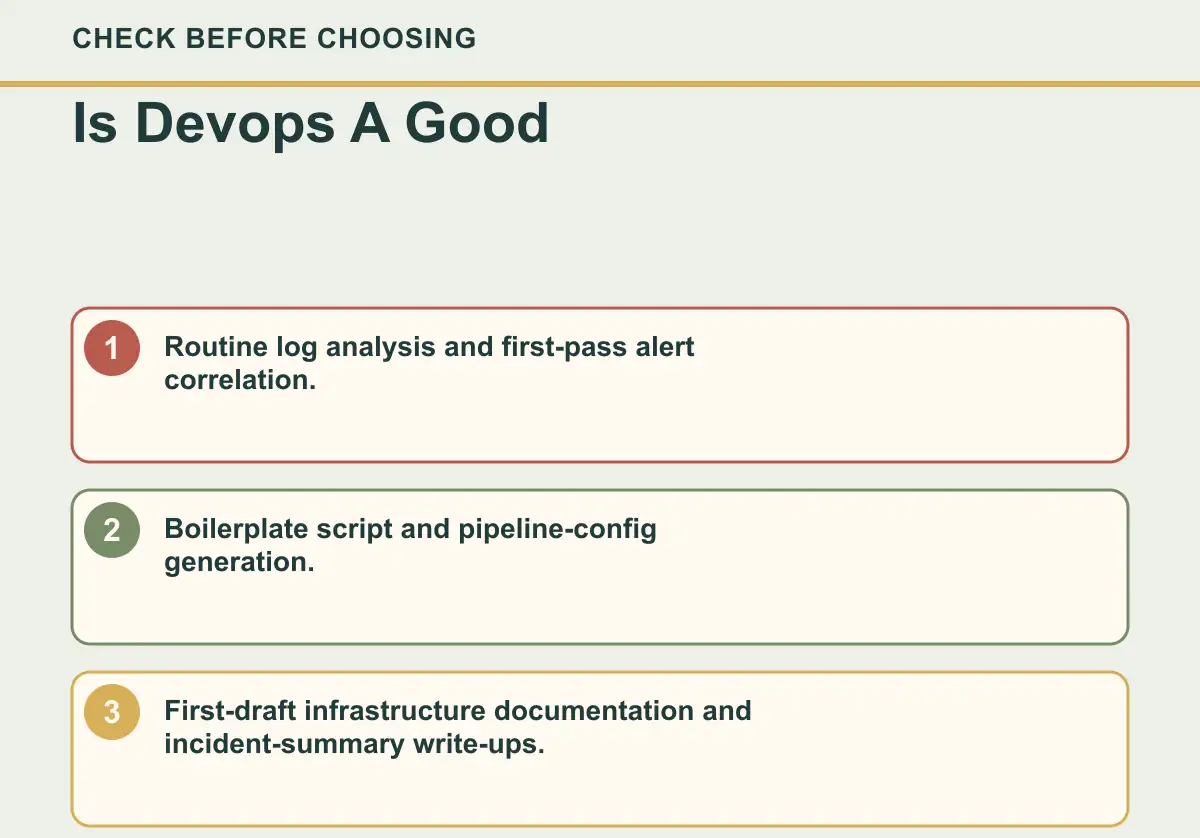 CHECK BEFORE CHOOSING
Is Devops A Good
1
Routine log analysis and first-pass alert
correlation.
2
Boilerplate script and pipeline-config
generation.
3
First-draft infrastructure documentation and
incident-summary write-ups.